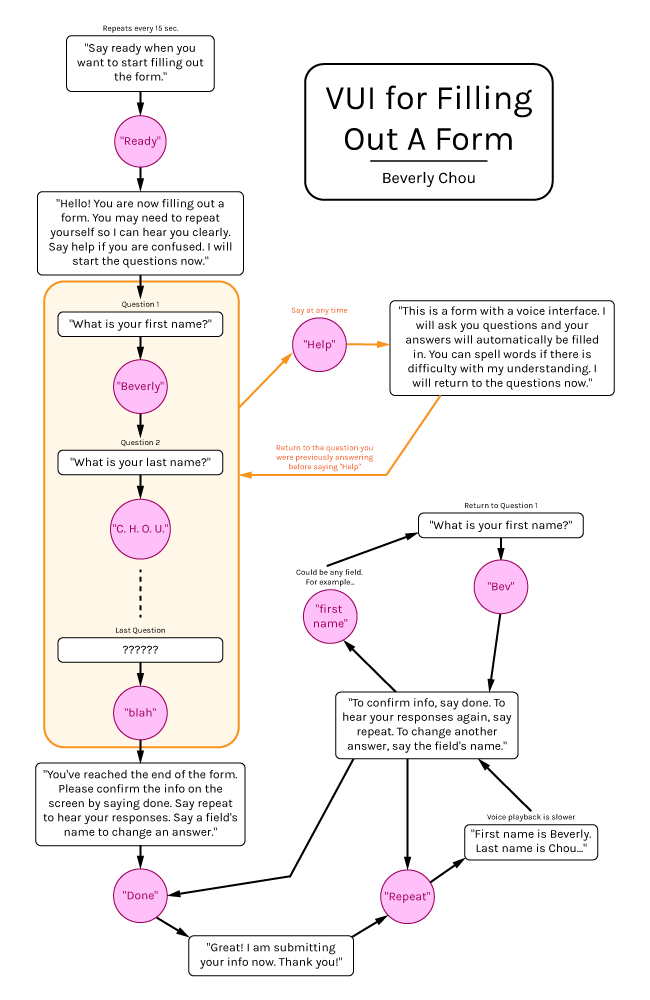 Repeats every 15 sec.
"Say ready when you
want to start filling out
the form."
"Ready"
"Hello! You are now filling out a
form. You may need to repeat
yourself so I can hear you clearly.
Say help if you are confused. I will
start the questions now."
VUI for Filling
Out A Form
Beverly Chou
Question 1
"What is your first name?"
"Beverly"
Question 2
"What is your last name?"
"C. H. O. U."
Last Question
??????
"blah"
Say at any time
"Help"
"This is a form with a voice interface. I
will ask you questions and your
answers will automatically be filled
in. You can spell words if there is
difficulty with my understanding. I
will return to the questions now."
Return to the question you
were previously answering
before saying "Help"
Return to Question 1
"What is your first name?"
"Bev"
Could be any field.
For example...
"first
name"
"To confirm info, say done. To
hear your responses again, say
repeat. To change another
answer, say the field's name."
"You've reached the end of the form.
Please confirm the info on the
screen by saying done. Say repeat
to hear your responses. Say a field's
name to change an answer."
Voice playback is slower
"First name is Beverly.
Last name is Chou..."
"Done"
"Repeat"
"Great! I am submitting
your info now. Thank you!"